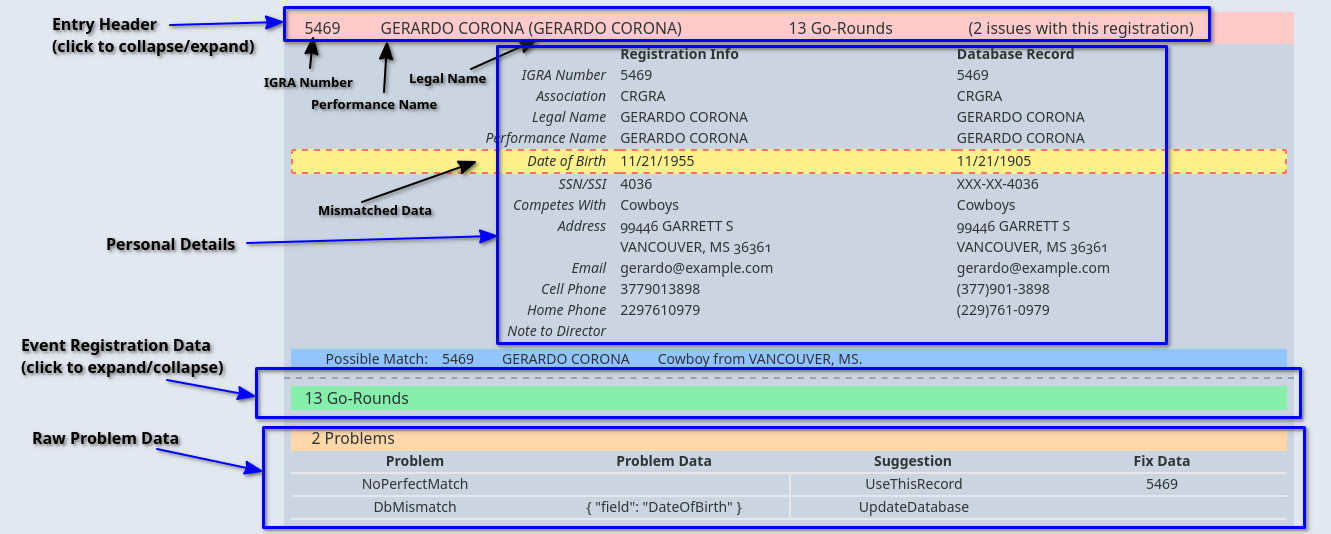 Entry Header
(click to collapse/expand)
5469 GERARDO CORONA (GERARDO CORONA) 13 Go-Rounds (2 issues with this registration)
IGRA Number
Performance Name
Legal Name
Registration Info Database Record
IGRA Number 5469 5469
Association CRGRA CRGRA
Legal Name GERARDO CORONA GERARDO CORONA
Performance Name GERARDO CORONA GERARDO CORONA
Date of Birth 11/21/1955 11/21/1905
Mismatched Data
SSN/SSI 4036 XXX-XX-4036
Competes With Cowboys Cowboys
Personal Details
Address 99446 GARRETT S 99446 GARRETT S
VANCOUVER, MS 36361 VANCOUVER, MS 36361
Email gerardo@example.com gerardo@example.com
Cell Phone 3779013898 (377)901-3898
Home Phone 2297610979 (229)761-0979
Note to Director
Possible Match: 5469 GERARDO CORONA Cowboy from VANCOUVER, MS.
Event Registration Data
(click to expand/collapse)
13 Go-Rounds
Raw Problem Data
2 Problems
Problem Problem Data Suggestion Fix Data
NoPerfectMatch UseThisRecord 5469
DbMismatch { "field": "DateOfBirth" } UpdateDatabase